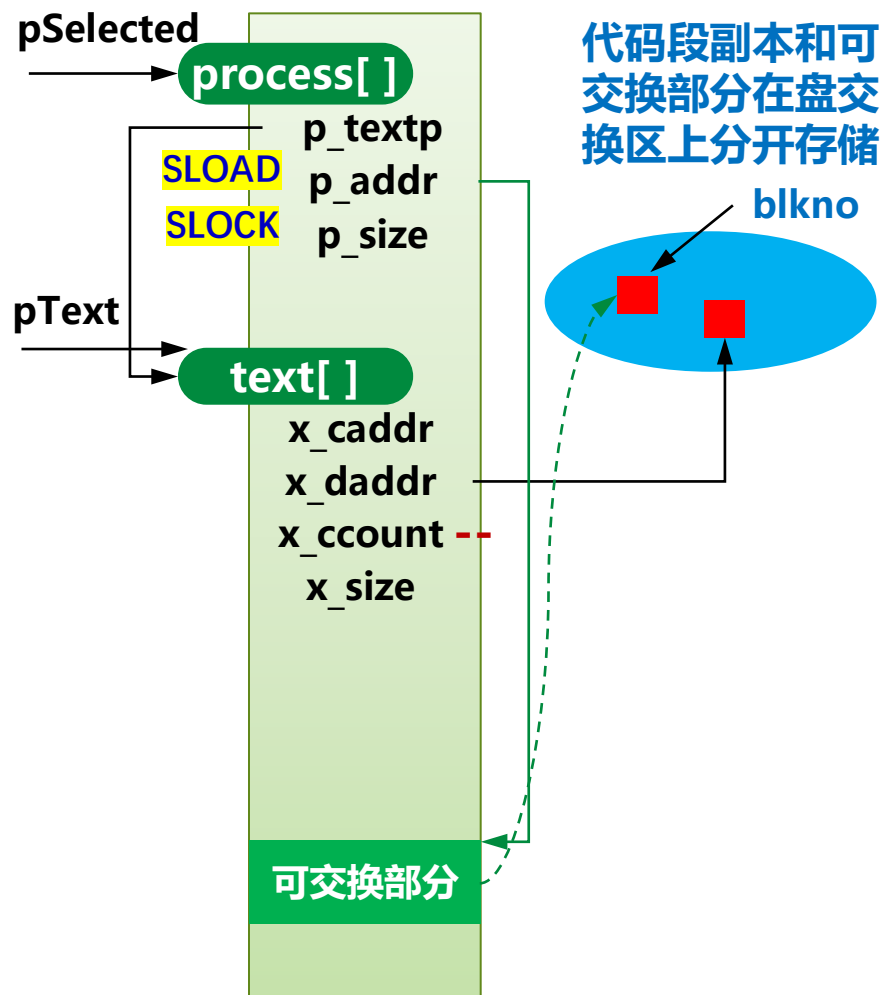 pSelected
process[ ]
p_textp
SLOAD
p_addr
SLOCK
p_size
pText
text[ ]
x_caddr
x_daddr
x_ccount --
x_size
可交换部分
代码段副本和可
交换部分在盘交
换区上分开存储
blkno